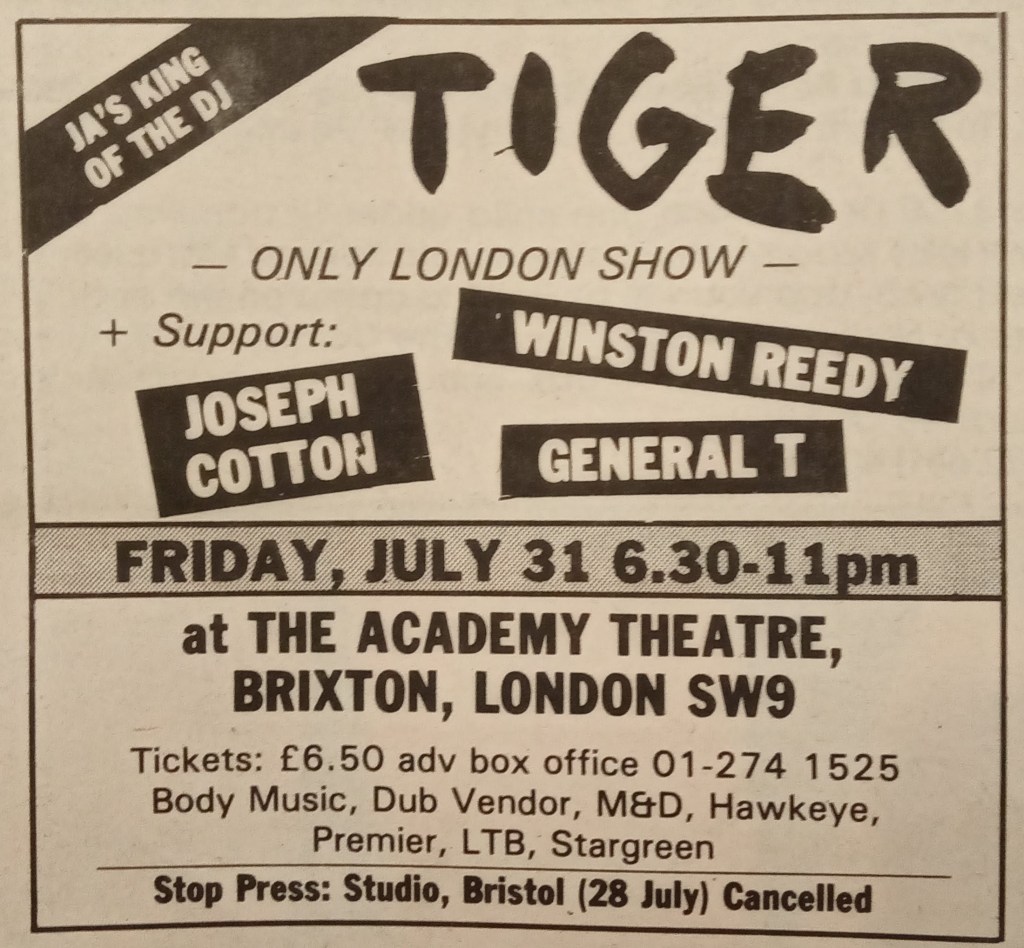 JA'S KING
OF THE DJ
TIGER
— ONLY LONDON SHOW —
+ Support:
WINSTON REEDY
JOSEPH
COTTON
GENERAL T
FRIDAY, JULY 31 6.30-11pm
at THE ACADEMY THEATRE,
BRIXTON, LONDON SW9
Tickets: £6.50 adv box office 01-274 1525
Body Music, Dub Vendor, M&D, Hawkeye,
Premier, LTB, Stargreen
Stop Press: Studio, Bristol (28 July) Cancelled